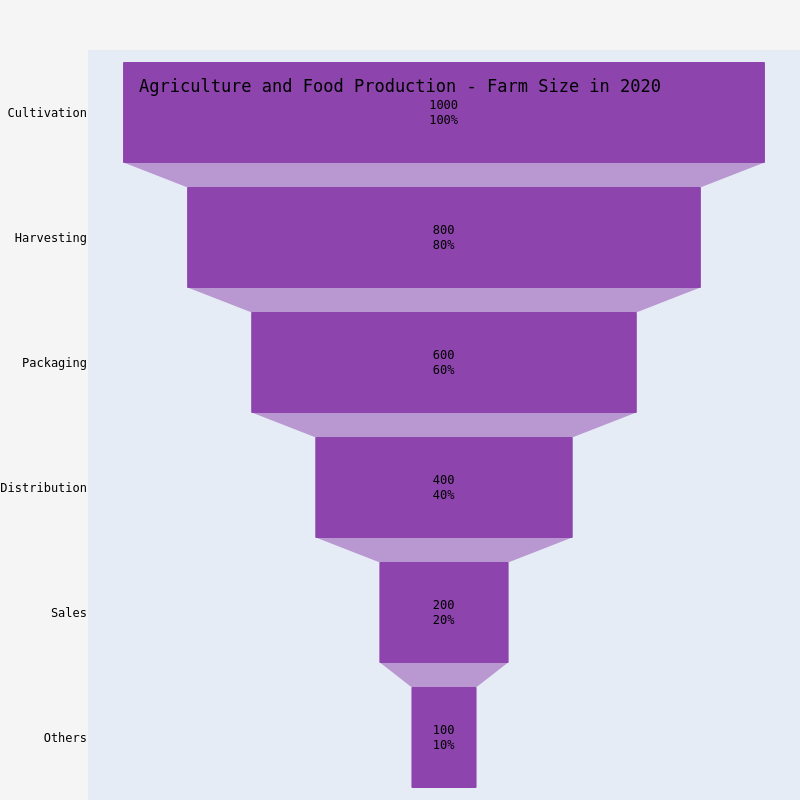 Agriculture and Food Production - Farm Size in 2020
Cultivation
1000
100%
Harvesting
800
80%
Packaging
600
60%
Distribution
400
40%
Sales
200
20%
Others
100
10%